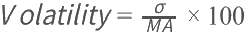 Volatility = σ/MA × 100